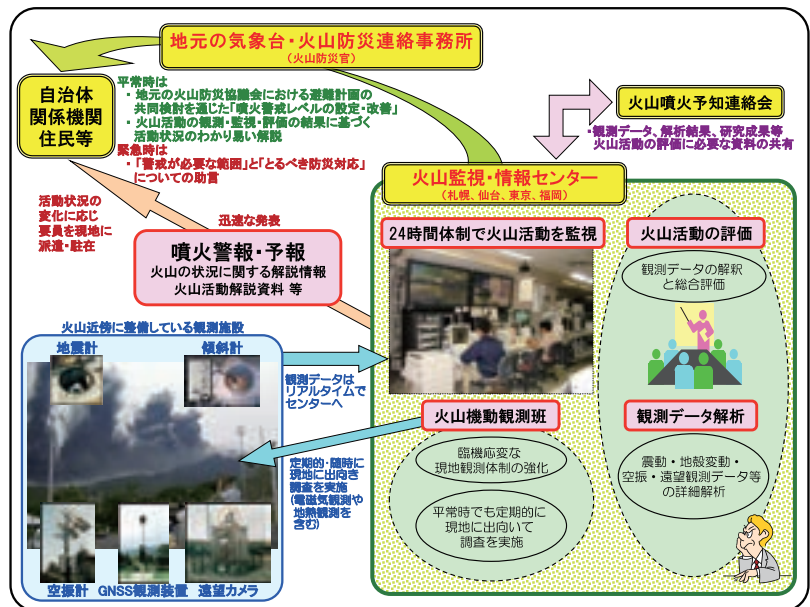 地元の気象台・火山防災連絡事務所
（火山防災官）
自治体
関係機関
住民等
平常時は
・地元の火山防災協議会における避難計画の
共同検討を通じた「噴火警戒レベルの設定・改善」
・火山活動の観測・監視・評価の結果に基づく
活動状況のわかり易い解説
緊急時は
・「警戒が必要な範囲」と「とるべき防災対応」
についての助言
火山噴火予知連絡会
・観測データ、解析結果、研究成果等
火山活動の評価に必要な資料の共有
火山監視・情報センター
（札幌、仙台、東京、福岡）
活動状況の
変化に応じ
要員を現地に
派遣・駐在
迅速な発表
噴火警報・予報
火山の状況に関する解説情報
火山活動解説資料 等
24時間体制で火山活動を監視
火山活動の評価
観測データの解釈
と総合評価
火山近傍に整備している観測施設
地震計
傾斜計
観測データは
リアルタイムで
センターへ
火山機動観測班
臨機応変な
現地観測体制の強化
平常時でも定期的に
現地に出向いて
調査を実施
観測データ解析
震動・地殻変動・
空振・遠望観測データ等
の詳細解析
定期的・随時に
現地に出向き
調査を実施
（電磁気観測や
地熱観測を
含む）
空振計
GNSS観測装置
遠望カメラ